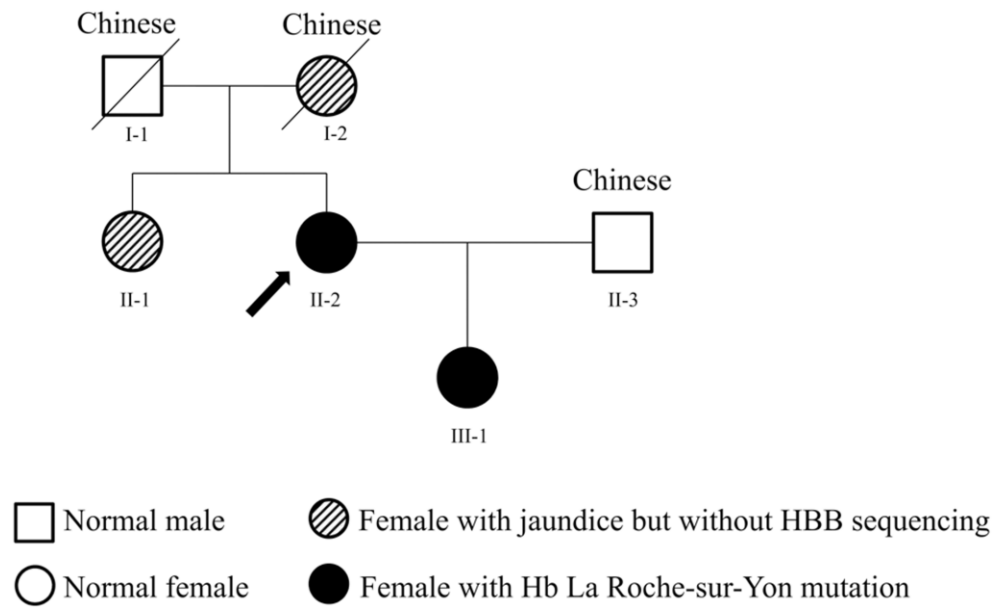 Chinese Chinese
I-1 I-2
Chinese
II-1 II-2 II-3
III-1
Normal male Female with jaundice but without HBB sequencing
Normal female Female with Hb La Roche-sur-Yon mutation